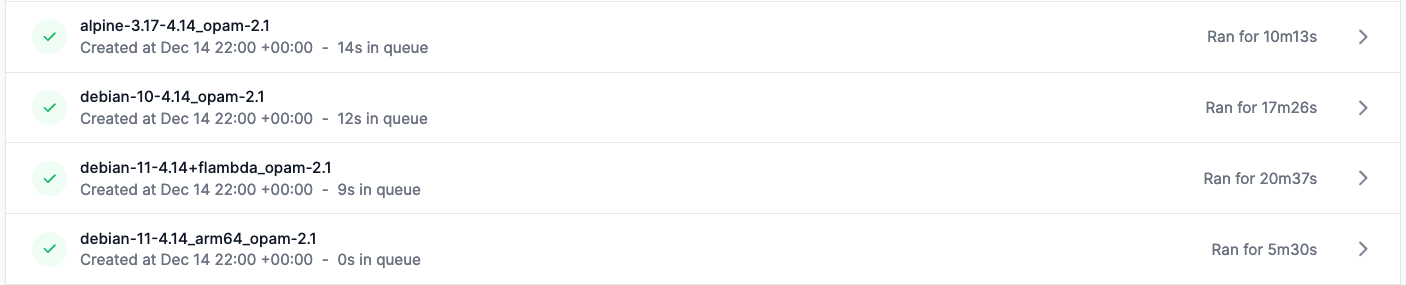 alpine-3.17-4.14_opam-2.1
Created at Dec 14 22:00 +00:00 - 14s in queue
Ran for 10m13s
debian-10-4.14_opam-2.1
Created at Dec 14 22:00 +00:00 - 12s in queue
Ran for 17m26s
debian-11-4.14+flambda_opam-2.1
Created at Dec 14 22:00 +00:00 - 9s in queue
Ran for 20m37s
debian-11-4.14_arm64_opam-2.1
Created at Dec 14 22:00 +00:00 - 0s in queue
Ran for 5m30s